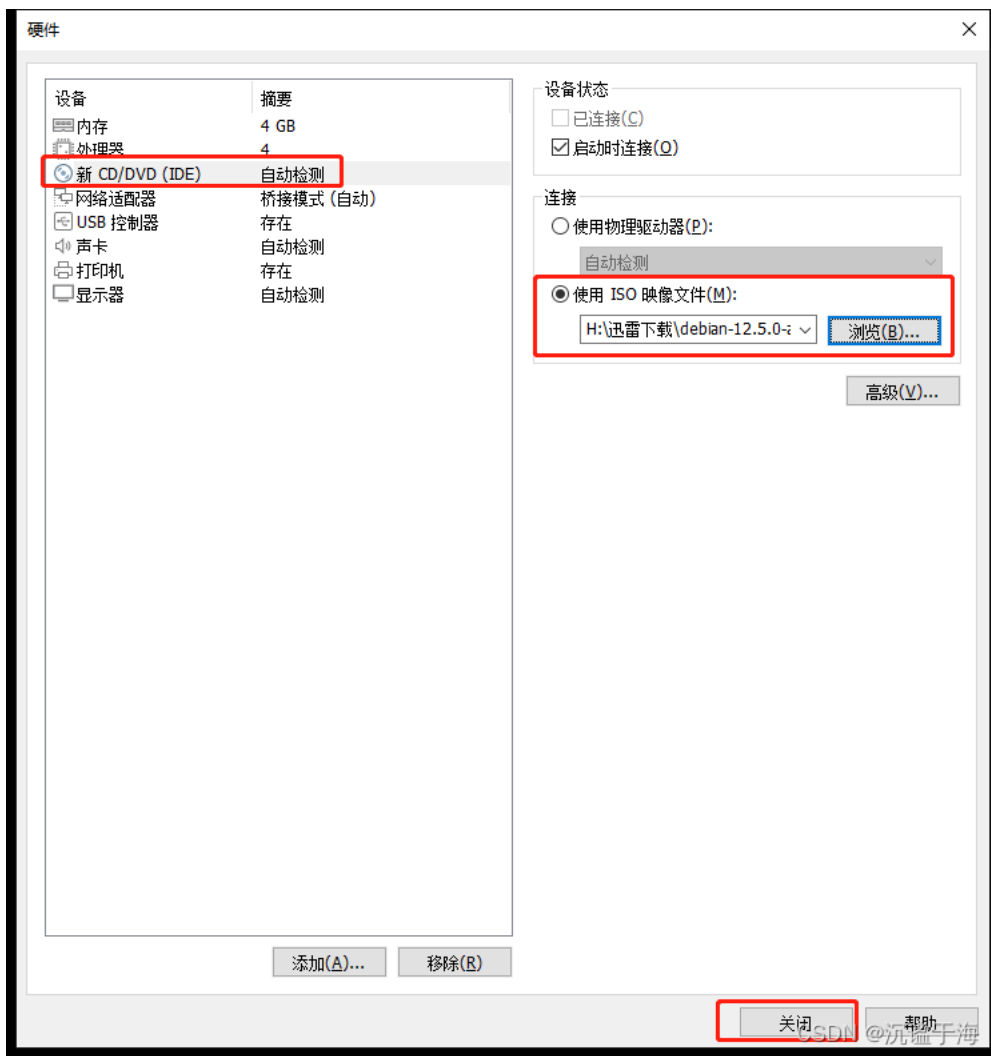 硬件
设备 摘要
内存 4 GB
处理器 4
新 CD/DVD (IDE) 自动检测
网络适配器 桥接模式 (自动)
USB 控制器 存在
声卡 自动检测
打印机 存在
显示器 自动检测
添加(A)... 移除(R)
设备状态
已连接(C)
启动时连接(O)
连接
使用物理驱动器(P):
自动检测
使用 ISO 映像文件(M):
H:\迅雷下载\debian-12.5.0-a 浏览(B)...
高级(V)...
关闭 帮助
CSDN @沉镒于海